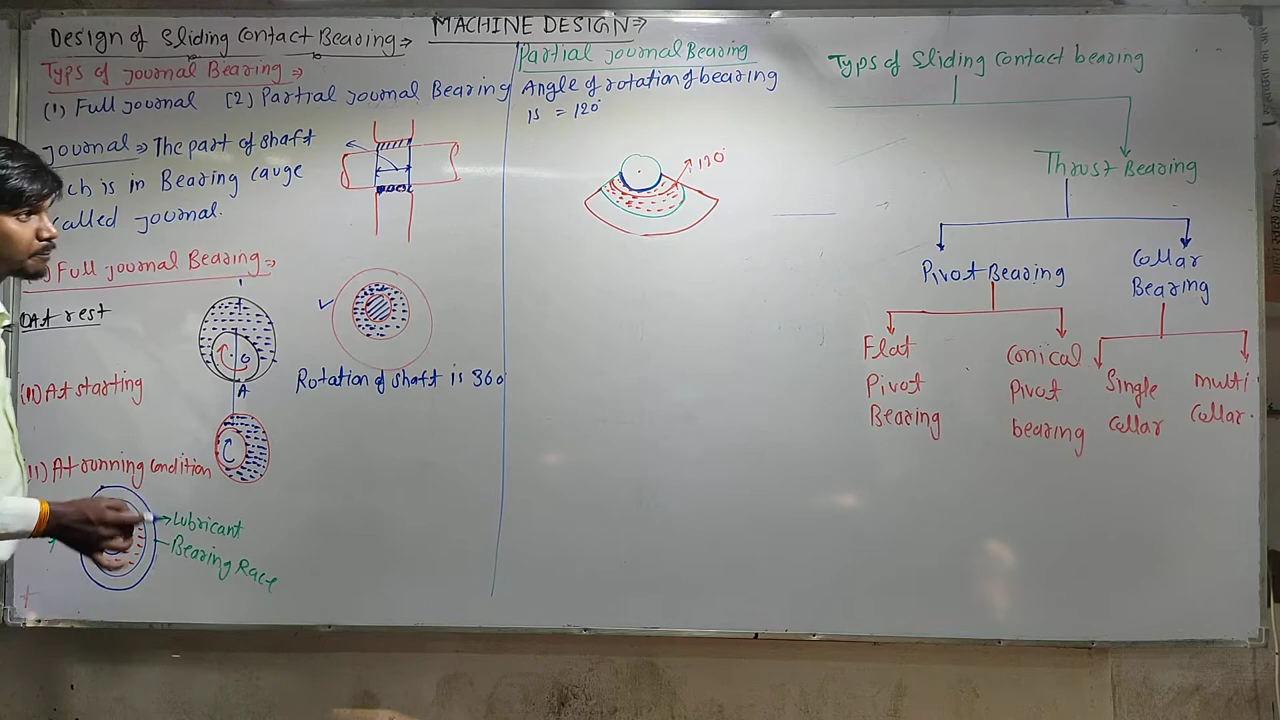 MACHINE DESIGN⇒
Design of Sliding Contact Bearing⇒
Typs of Journal Bearing ⇒
(1) Full Journal (2) Partial Journal Bearing
Journal ⇒ The part of shaft
ch is in Bearing cauge
called Journal.
Full Journal Bearing ⇒
(I) At rest
O
A
(II) At starting
Rotation of shaft is 360
At running condition
Lubricant
Bearing Race
Partial Journal Bearing
Angle of rotation of bearing
is = 120°
120°
Typs of Sliding Contact bearing
Thrust Bearing
Pivot Bearing
Collar
Bearing
Flat
Pivot
Bearing
Conical
Pivot
bearing
Single
collar
multi
collar.